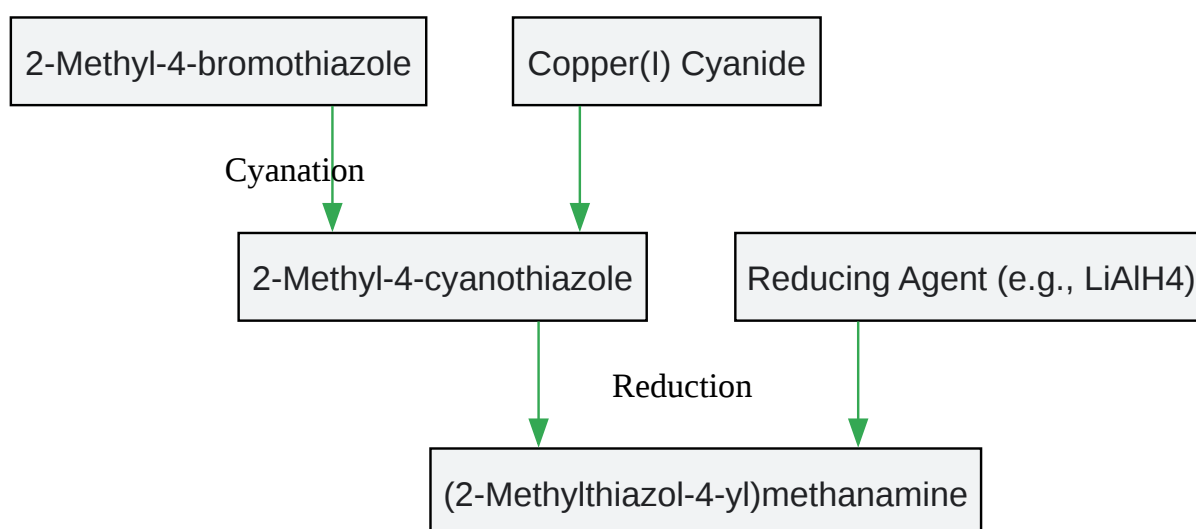 2-Methyl-4-bromothiazole
Copper(I) Cyanide
Cyanation
2-Methyl-4-cyanothiazole
Reducing Agent (e.g., LiAlH4)
Reduction
(2-Methylthiazol-4-yl)methanamine